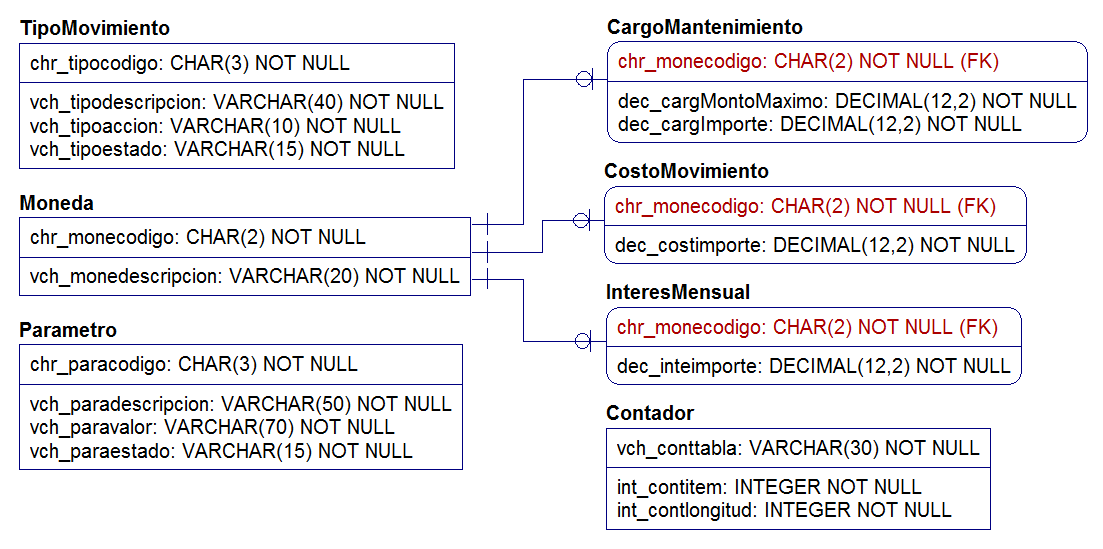 TipoMovimiento
chr_tipocodigo: CHAR(3) NOT NULL
vch_tipodescripcion: VARCHAR(40) NOT NULL
vch_tipoaccion: VARCHAR(10) NOT NULL
vch_tipoestado: VARCHAR(15) NOT NULL
Moneda
chr_monecodigo: CHAR(2) NOT NULL
vch_monedescripcion: VARCHAR(20) NOT NULL
Parametro
chr_paracodigo: CHAR(3) NOT NULL
vch_paradescripcion: VARCHAR(50) NOT NULL
vch_paravalor: VARCHAR(70) NOT NULL
vch_paraestado: VARCHAR(15) NOT NULL
CargoMantenimiento
chr_monecodigo: CHAR(2) NOT NULL (FK)
dec_cargMontoMaximo: DECIMAL(12,2) NOT NULL
dec_cargImporte: DECIMAL(12,2) NOT NULL
CostoMovimiento
chr_monecodigo: CHAR(2) NOT NULL (FK)
dec_costimporte: DECIMAL(12,2) NOT NULL
InteresMensual
chr_monecodigo: CHAR(2) NOT NULL (FK)
dec_inteimporte: DECIMAL(12,2) NOT NULL
Contador
vch_conttabla: VARCHAR(30) NOT NULL
int_contitem: INTEGER NOT NULL
int_contlongitud: INTEGER NOT NULL